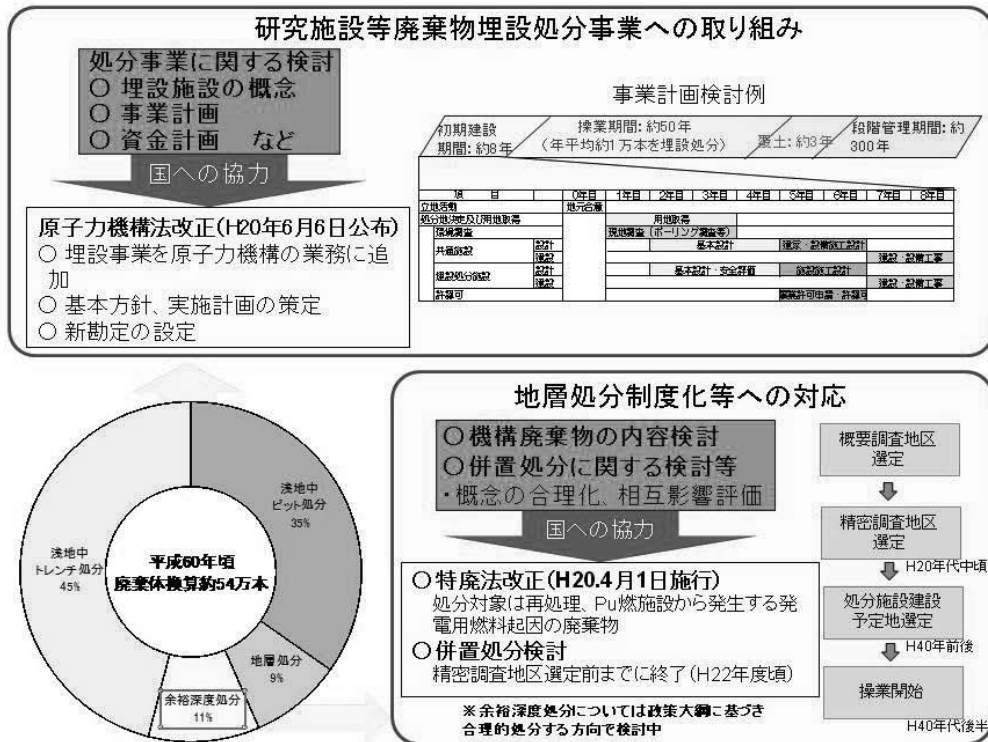 研究施設等廃棄物埋設処分事業への取り組み
処分事業に関する検討
○ 埋設施設の概念
○ 事業計画
○ 資金計画 など
国への協力
原子力機構法改正(H20年6月6日公布)
○ 埋設事業を原子力機構の業務に追
加
○ 基本方針、実施計画の策定
○ 新勘定の設定
事業計画検討例
初期建設
期間:約8年
操業期間:約50年
(年平均約1万本を埋設処分)
覆土:約3年
段階管理期間:約
300年
項 目 0年目 1年目 2年目 3年目 4年目 5年目 6年目 7年目 8年目
立地活動 地元合意
処分地決定及び用地取得 用地取得
環境調査 現地調査(ボーリング調査等)
共通施設 設計 基本設計 建家・設備施工設計
建設 建設・設備工事
埋設処分施設 設計 基本設計・安全評価 施設施工設計
建設 建設・設備工事
許認可 事業許可申請・許認可
浅地中
ピット処分
35%
浅地中
トレンチ処分
45%
平成60年頃
廃棄体換算約54万本
地層処分
9%
余裕深度処分
11%
地層処分制度化等への対応
○機構廃棄物の内容検討
○併置処分に関する検討等
・概念の合理化、相互影響評価
国への協力
○特廃法改正(H20.4月1日施行)
処分対象は再処理、Pu燃施設から発生する発
電用燃料起因の廃棄物
○併置処分検討
精密調査地区選定前までに終了(H22年度頃)
※余裕深度処分については政策大綱に基づき
合理的処分する方向で検討中
概要調査地区
選定
精密調査地区
選定
H20年代中頃
処分施設建設
予定地選定
H40年前後
操業開始
H40年代後半